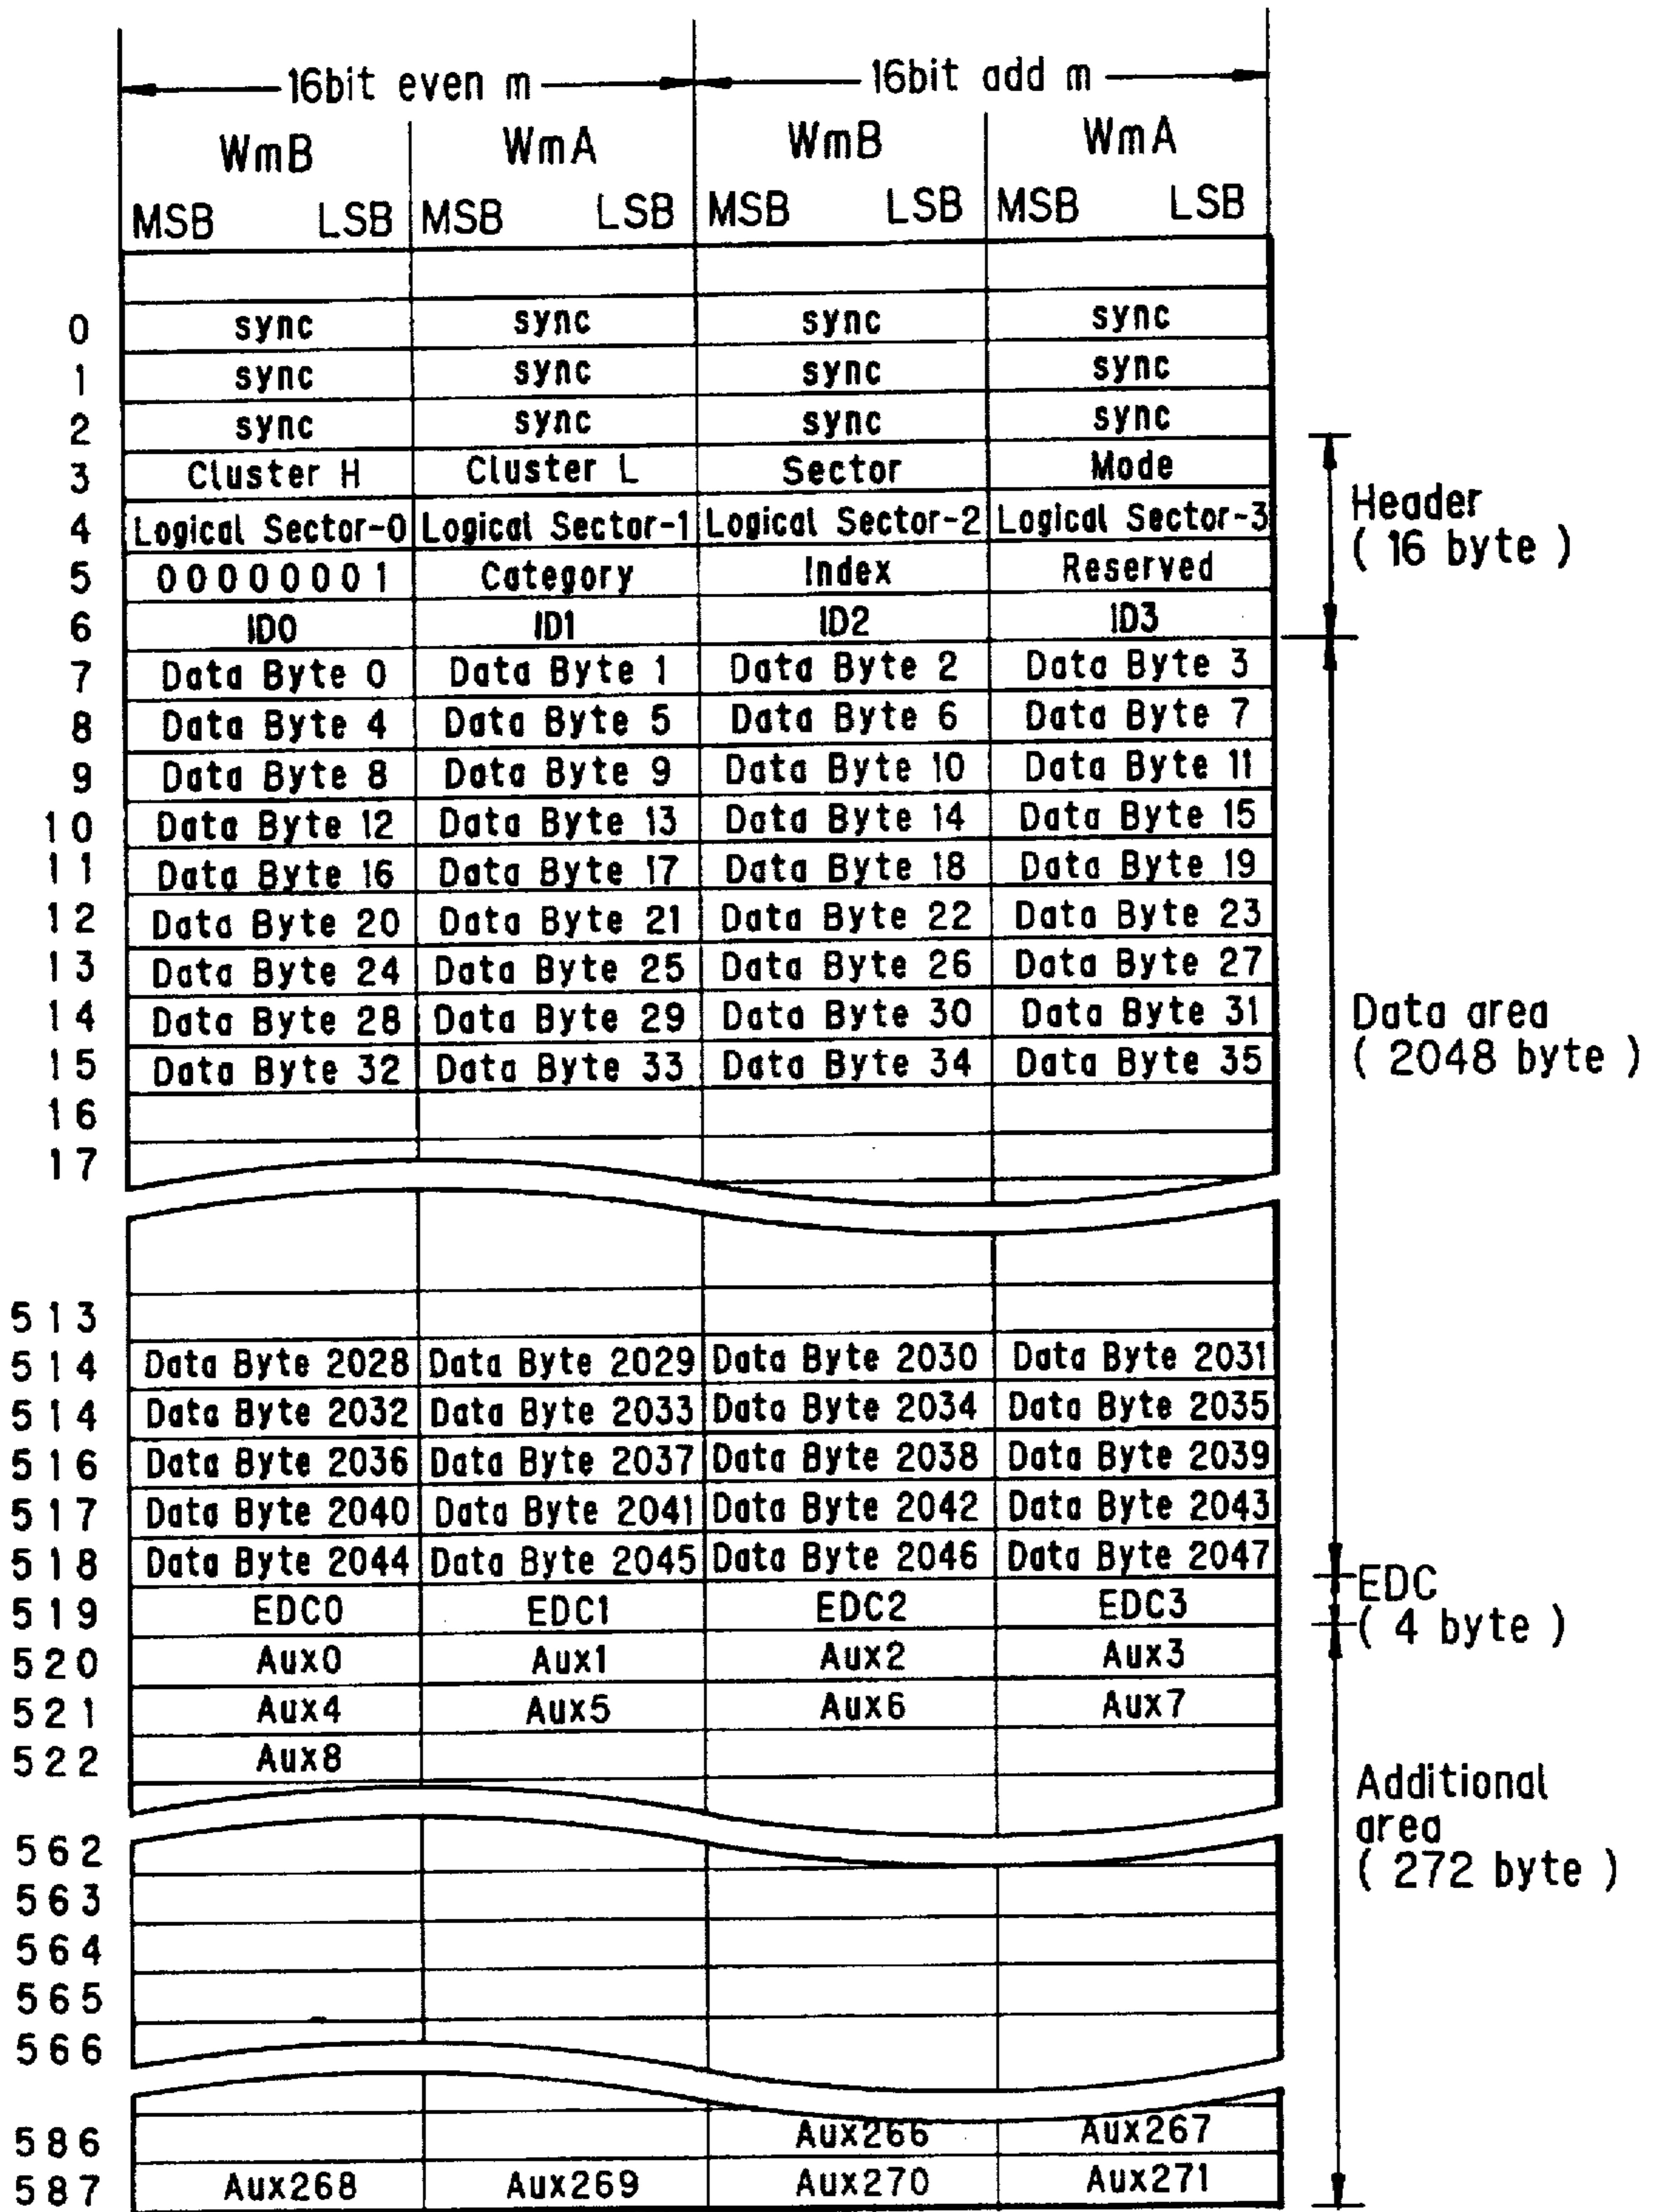 16bit even m 16bit add m
WmB WmA WmB WmA
MSB LSB MSB LSB MSB LSB MSB LSB
0 sync sync sync sync
1 sync sync sync sync
2 sync sync sync sync
3 Cluster H Cluster L Sector Mode
4 Logical Sector-0 Logical Sector-1 Logical Sector-2 Logical Sector-3
5 00000001 Category Index Reserved
6 ID0 ID1 ID2 ID3
Header
( 16 byte )
7 Data Byte 0 Data Byte 1 Data Byte 2 Data Byte 3
8 Data Byte 4 Data Byte 5 Data Byte 6 Data Byte 7
9 Data Byte 8 Data Byte 9 Data Byte 10 Data Byte 11
10 Data Byte 12 Data Byte 13 Data Byte 14 Data Byte 15
11 Data Byte 16 Data Byte 17 Data Byte 18 Data Byte 19
12 Data Byte 20 Data Byte 21 Data Byte 22 Data Byte 23
13 Data Byte 24 Data Byte 25 Data Byte 26 Data Byte 27
14 Data Byte 28 Data Byte 29 Data Byte 30 Data Byte 31
15 Data Byte 32 Data Byte 33 Data Byte 34 Data Byte 35
16
17
Data area
( 2048 byte )
513
514 Data Byte 2028 Data Byte 2029 Data Byte 2030 Data Byte 2031
514 Data Byte 2032 Data Byte 2033 Data Byte 2034 Data Byte 2035
516 Data Byte 2036 Data Byte 2037 Data Byte 2038 Data Byte 2039
517 Data Byte 2040 Data Byte 2041 Data Byte 2042 Data Byte 2043
518 Data Byte 2044 Data Byte 2045 Data Byte 2046 Data Byte 2047
519 EDC0 EDC1 EDC2 EDC3
EDC
( 4 byte )
520 Aux0 Aux1 Aux2 Aux3
521 Aux4 Aux5 Aux6 Aux7
522 Aux8
562
563
564
565
566
Additional
area
( 272 byte )
586 Aux266 Aux267
587 Aux268 Aux269 Aux270 Aux271